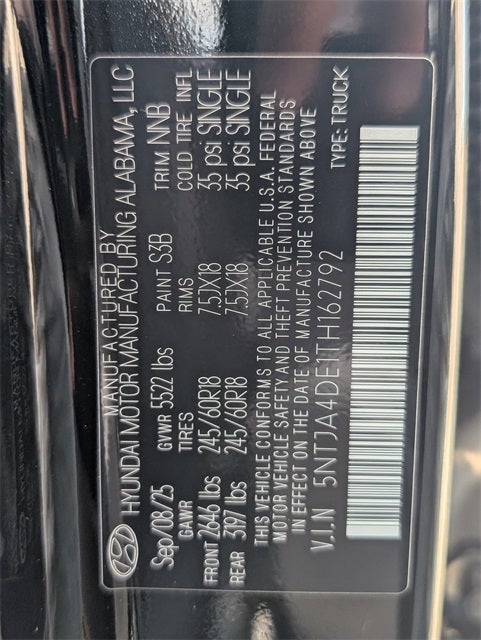 MANUFACTURED BY
HYUNDAI MOTOR MANUFACTURING ALABAMA, LLC
Sep/08/25 GVWR 5522 lbs PAINT S3B TRIM NNB
GAWR TIRES RIMS COLD TIRE INFL
FRONT 2646 lbs 245/60R18 7.5JX18 35 psi SINGLE
REAR 3197 lbs 245/60R18 7.5JX18 35 psi SINGLE
THIS VEHICLE CONFORMS TO ALL APPLICABLE U.S.A. FEDERAL
MOTOR VEHICLE SAFETY AND THEFT PREVENTION STANDARDS
IN EFFECT ON THE DATE OF MANUFACTURE SHOWN ABOVE
V.I.N 5NTJA4DE1TH162792 TYPE: TRUCK